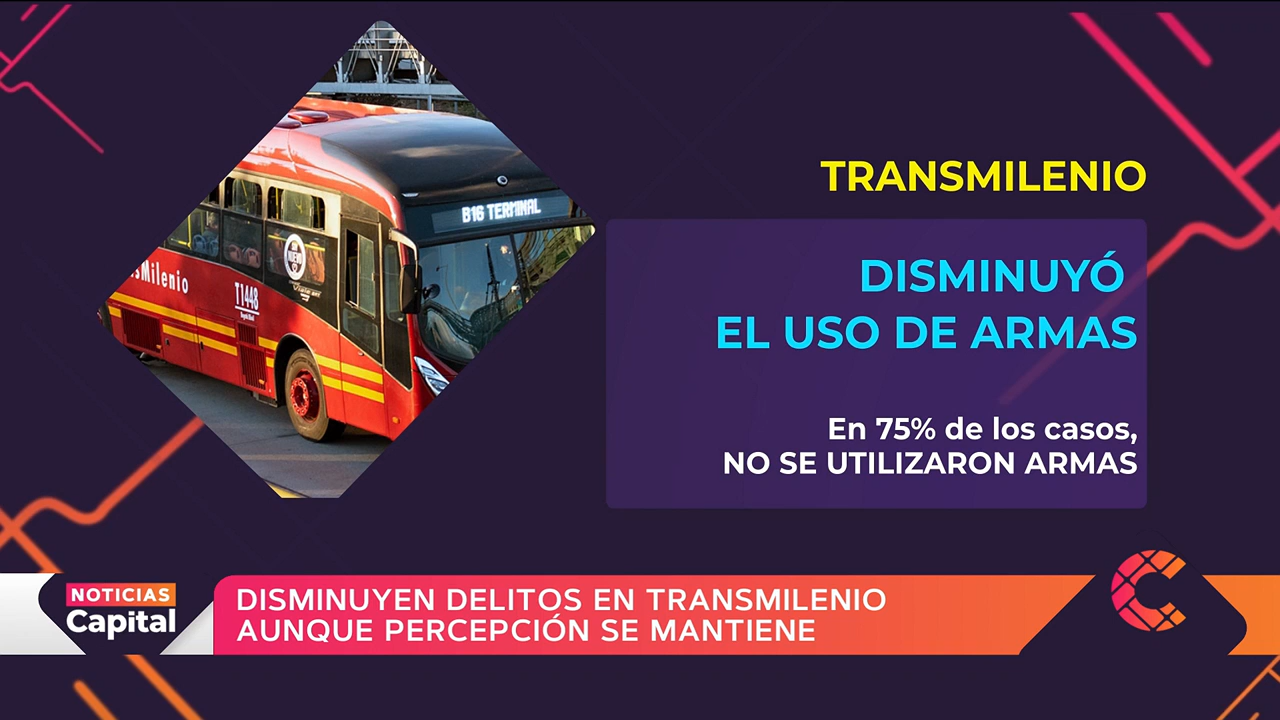 TRANSMILENIO
DISMINUYÓ
EL USO DE ARMAS
En 75% de los casos,
NO SE UTILIZARON ARMAS
B16 TERMINAL
sMilenio
T1448
NOTICIAS
Capital
DISMINUYEN DELITOS EN TRANSMILENIO
AUNQUE PERCEPCIÓN SE MANTIENE